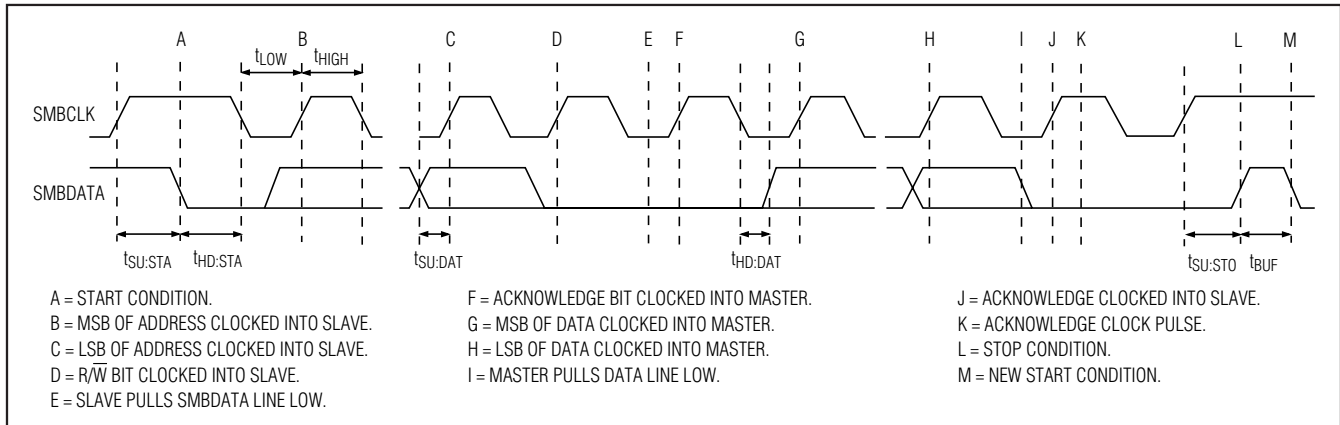 A B C D E F G H I J K L M
tLOW tHIGH
SMBCLK
SMBDATA
tSU:STA tHD:STA tSU:DAT tHD:DAT tSU:STO tBUF
A = START CONDITION.
B = MSB OF ADDRESS CLOCKED INTO SLAVE.
C = LSB OF ADDRESS CLOCKED INTO SLAVE.
D = R/W̅ BIT CLOCKED INTO SLAVE.
E = SLAVE PULLS SMBDATA LINE LOW.
F = ACKNOWLEDGE BIT CLOCKED INTO MASTER.
G = MSB OF DATA CLOCKED INTO MASTER.
H = LSB OF DATA CLOCKED INTO MASTER.
I = MASTER PULLS DATA LINE LOW.
J = ACKNOWLEDGE CLOCKED INTO SLAVE.
K = ACKNOWLEDGE CLOCK PULSE.
L = STOP CONDITION.
M = NEW START CONDITION.